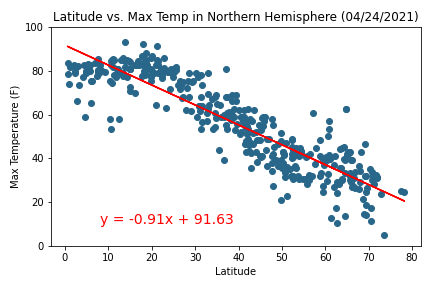 Latitude vs. Max Temp in Northern Hemisphere (04/24/2021)
100
80
60
40
20
0
Max Temperature (F)
y = -0.91x + 91.63
0 10 20 30 40 50 60 70 80
Latitude